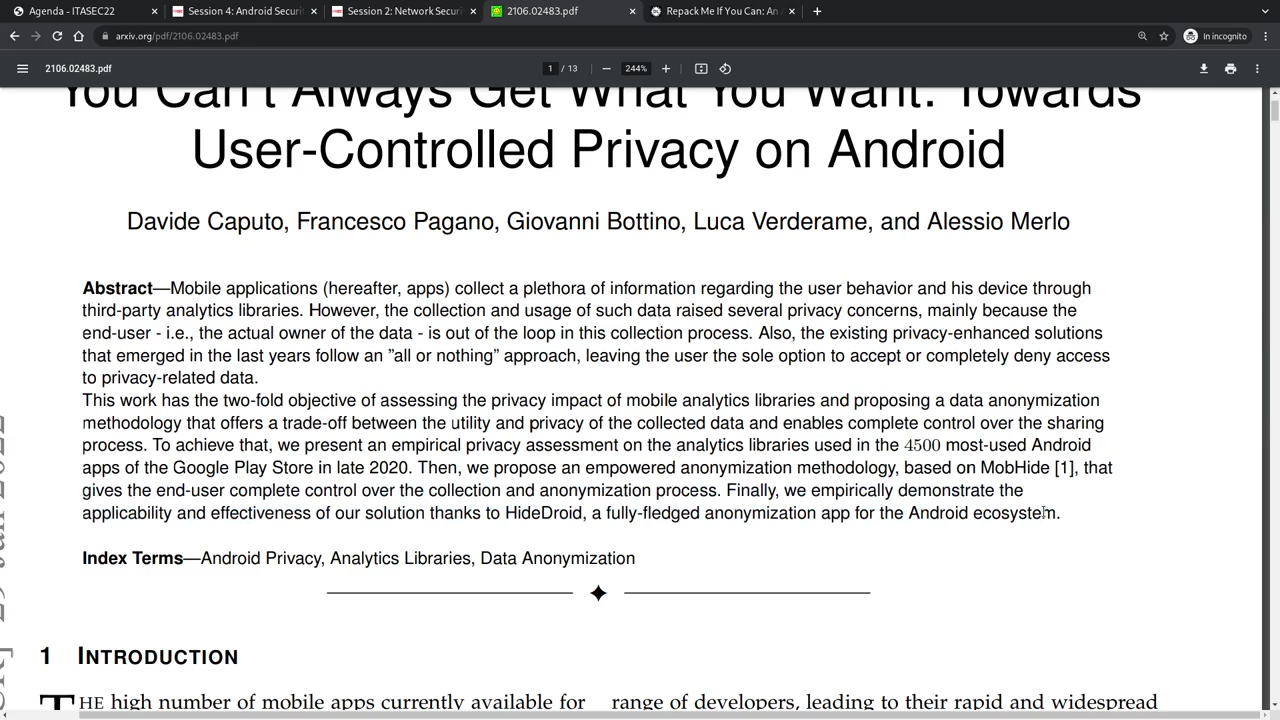 Agenda - ITASEC22
Session 4: Android Securi
Session 2: Network Securit
2106.02483.pdf
Repack Me If You Can: An A
arxiv.org/pdf/2106.02483.pdf
In incognito
2106.02483.pdf
1 / 13
244%
You Can't Always Get What You Want: Towards
User-Controlled Privacy on Android
Davide Caputo, Francesco Pagano, Giovanni Bottino, Luca Verderame, and Alessio Merlo
Abstract—Mobile applications (hereafter, apps) collect a plethora of information regarding the user behavior and his device through
third-party analytics libraries. However, the collection and usage of such data raised several privacy concerns, mainly because the
end-user - i.e., the actual owner of the data - is out of the loop in this collection process. Also, the existing privacy-enhanced solutions
that emerged in the last years follow an ”all or nothing” approach, leaving the user the sole option to accept or completely deny access
to privacy-related data.
This work has the two-fold objective of assessing the privacy impact of mobile analytics libraries and proposing a data anonymization
methodology that offers a trade-off between the utility and privacy of the collected data and enables complete control over the sharing
process. To achieve that, we present an empirical privacy assessment on the analytics libraries used in the 4500 most-used Android
apps of the Google Play Store in late 2020. Then, we propose an empowered anonymization methodology, based on MobHide [1], that
gives the end-user complete control over the collection and anonymization process. Finally, we empirically demonstrate the
applicability and effectiveness of our solution thanks to HideDroid, a fully-fledged anonymization app for the Android ecosystem.
Index Terms—Android Privacy, Analytics Libraries, Data Anonymization
1 INTRODUCTION
THE high number of mobile apps currently available for
range of developers, leading to their rapid and widespread